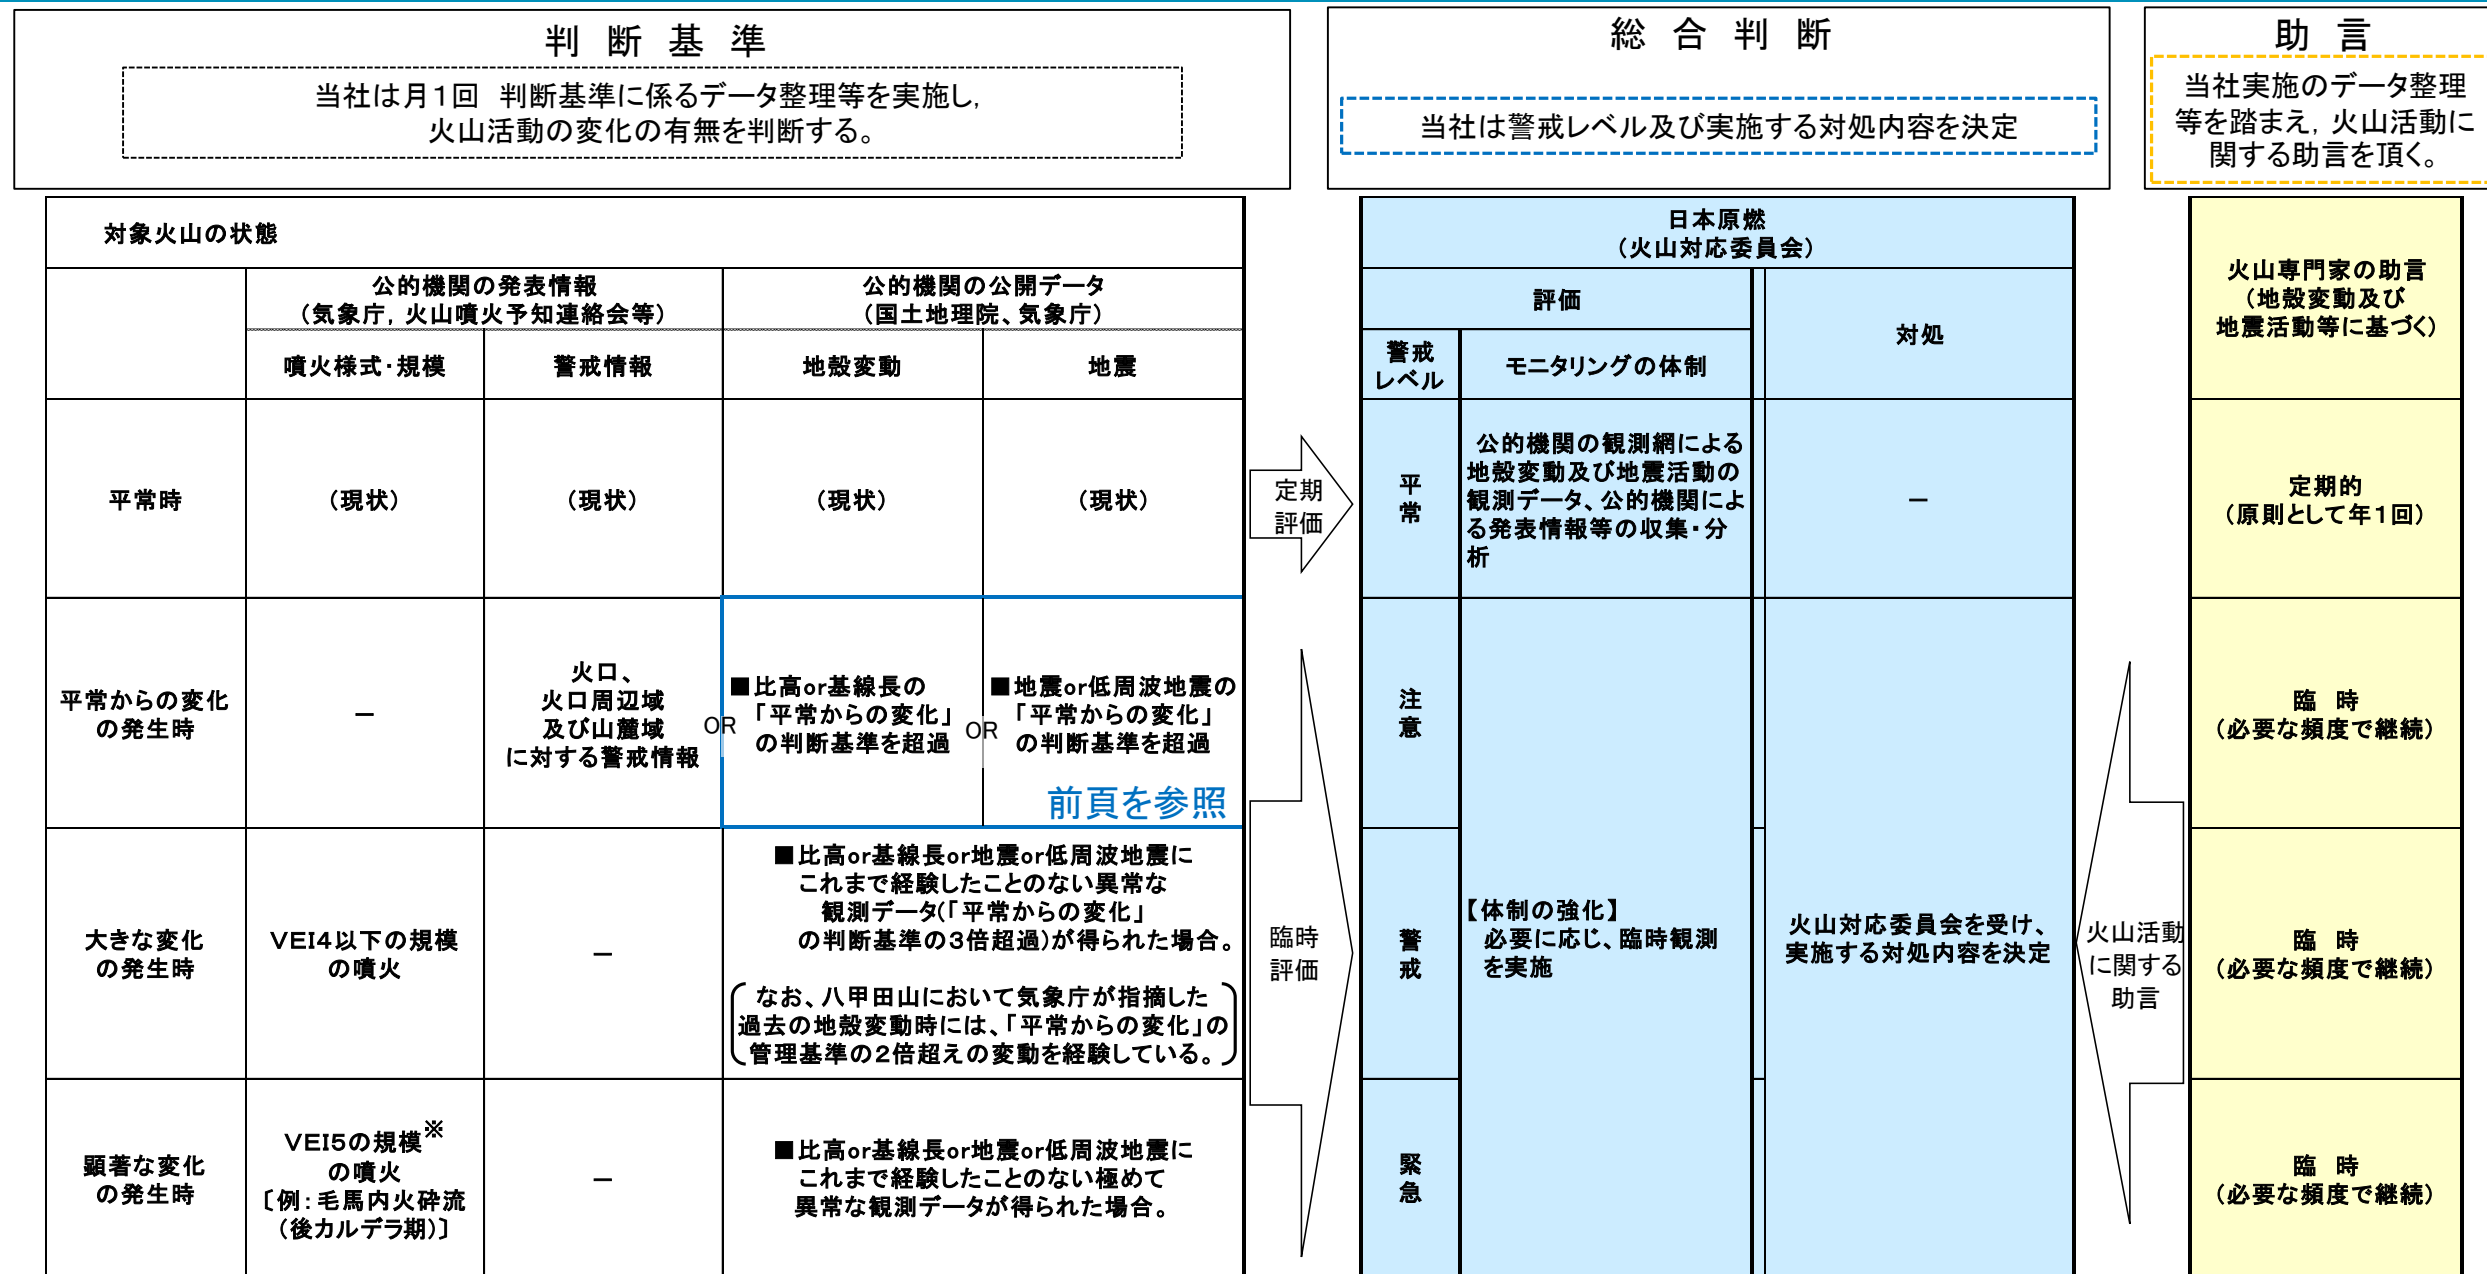 判 断 基 準
当社は月1回　判断基準に係るデータ整理等を実施し,
火山活動の変化の有無を判断する。
総 合 判 断
当社は警戒レベル及び実施する対処内容を決定
助 言
当社実施のデータ整理
等を踏まえ, 火山活動に
関する助言を頂く。
対象火山の状態
公的機関の発表情報
（気象庁, 火山噴火予知連絡会等）
公的機関の公開データ
（国土地理院、気象庁）
噴火様式・規模
警戒情報
地殻変動
地震
日本原燃
（火山対応委員会）
評価
対処
警戒
レベル
モニタリングの体制
火山専門家の助言
（地殻変動及び
地震活動等に基づく）
平常時
（現状）
（現状）
（現状）
（現状）
定期
評価
平
常
公的機関の観測網による
地殻変動及び地震活動の
観測データ、公的機関によ
る発表情報等の収集・分
析
－
定期的
（原則として年1回）
平常からの変化
の発生時
－
火口、
火口周辺域
及び山麓域
に対する警戒情報
OR
■比高or基線長の
「平常からの変化」
の判断基準を超過
OR
■地震or低周波地震の
「平常からの変化」
の判断基準を超過
前頁を参照
注
意
臨 時
（必要な頻度で継続）
大きな変化
の発生時
VEI4以下の規模
の噴火
－
■比高or基線長or地震or低周波地震に
これまで経験したことのない異常な
観測データ(「平常からの変化」
の判断基準の3倍超過)が得られた場合。
なお、八甲田山において気象庁が指摘した
過去の地殻変動時には、「平常からの変化」の
管理基準の2倍超えの変動を経験している。
臨時
評価
警
戒
【体制の強化】
必要に応じ、臨時観測
を実施
火山対応委員会を受け、
実施する対処内容を決定
火山活動
に関する
助言
臨 時
（必要な頻度で継続）
顕著な変化
の発生時
VEI5の規模※
の噴火
〔例：毛馬内火砕流
（後カルデラ期）〕
－
■比高or基線長or地震or低周波地震に
これまで経験したことのない極めて
異常な観測データが得られた場合。
緊
急
臨 時
（必要な頻度で継続）